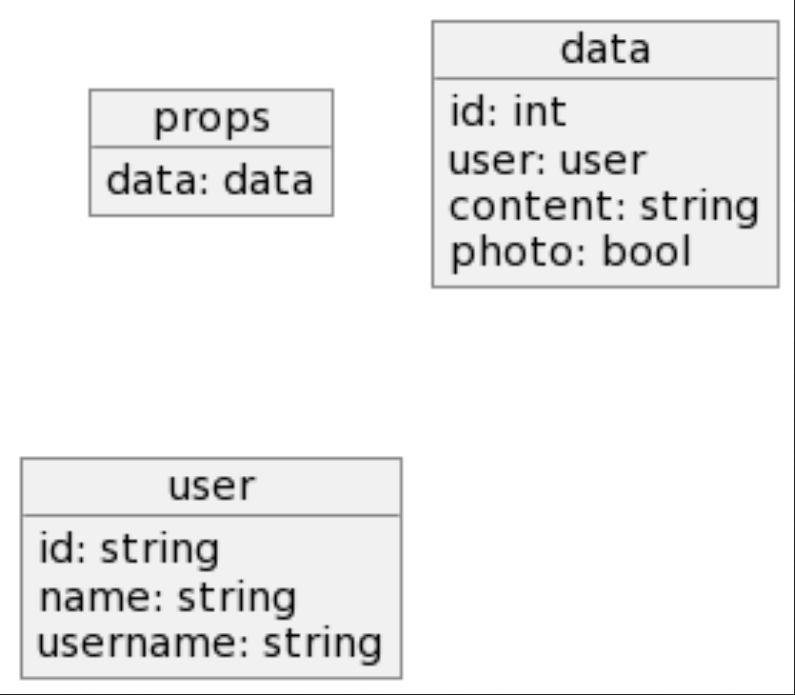 props
data: data
data
id: int
user: user
content: string
photo: bool
user
id: string
name: string
username: string